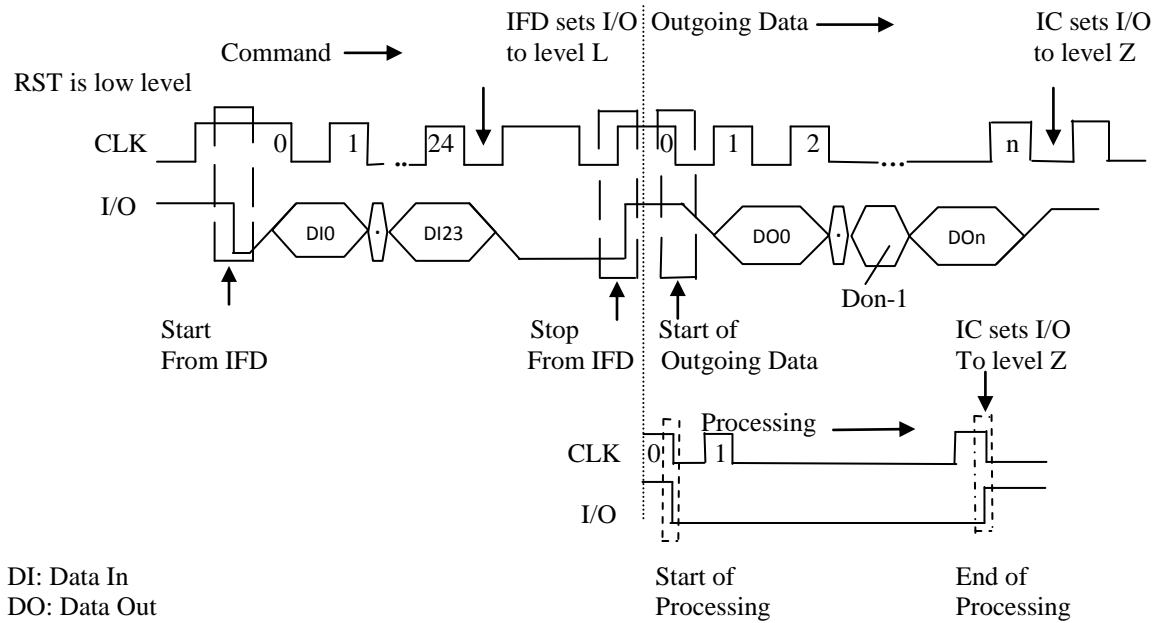 IFD sets I/O
to level L
Outgoing Data
IC sets I/O
to level Z
Command
RST is low level
CLK
0
1
..
24
0
1
2
...
n
I/O
DI0
.
DI23
DO0
.
DOn
Don-1
Start
From IFD
Stop
From IFD
Start of
Outgoing Data
IC sets I/O
To level Z
Processing
CLK
0
1
I/O
DI: Data In
DO: Data Out
Start of
Processing
End of
Processing